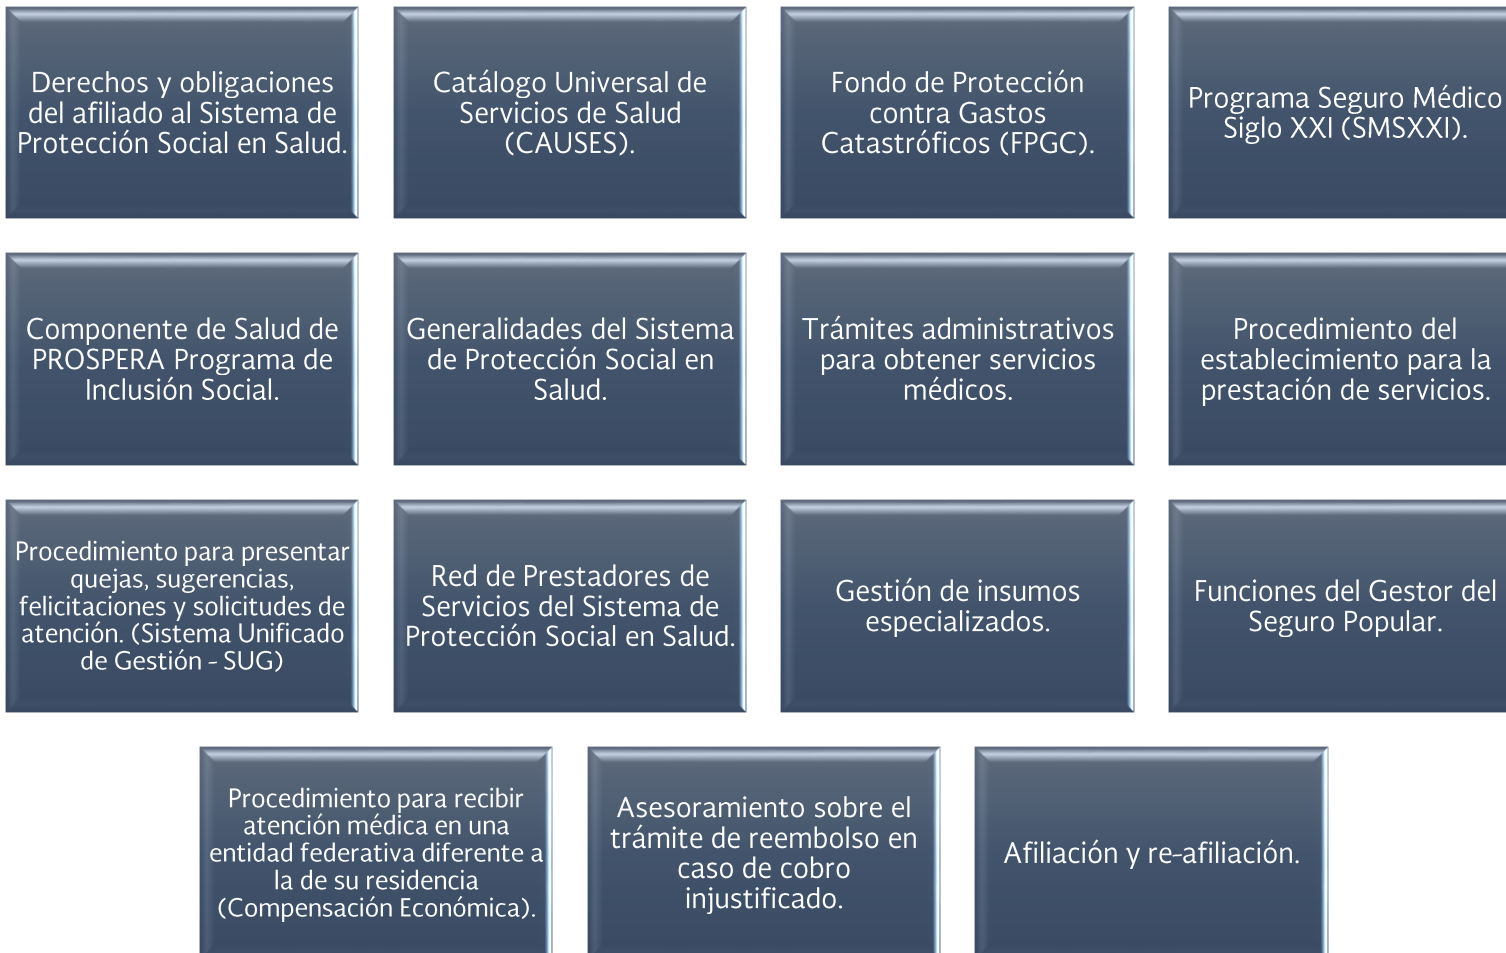 Derechos y obligaciones
del afiliado al Sistema de
Protección Social en Salud.
Catálogo Universal de
Servicios de Salud
(CAUSES).
Fondo de Protección
contra Gastos
Catastróficos (FPGC).
Programa Seguro Médico
Siglo XXI (SMSXXI).
Componente de Salud de
PROSPERA Programa de
Inclusión Social.
Generalidades del Sistema
de Protección Social en
Salud.
Trámites administrativos
para obtener servicios
médicos.
Procedimiento del
establecimiento para la
prestación de servicios.
Procedimiento para presentar
quejas, sugerencias,
felicitaciones y solicitudes de
atención. (Sistema Unificado
de Gestión - SUG)
Red de Prestadores de
Servicios del Sistema de
Protección Social en Salud.
Gestión de insumos
especializados.
Funciones del Gestor del
Seguro Popular.
Procedimiento para recibir
atención médica en una
entidad federativa diferente a
la de su residencia
(Compensación Económica).
Asesoramiento sobre el
trámite de reembolso en
caso de cobro
injustificado.
Afiliación y re-afiliación.